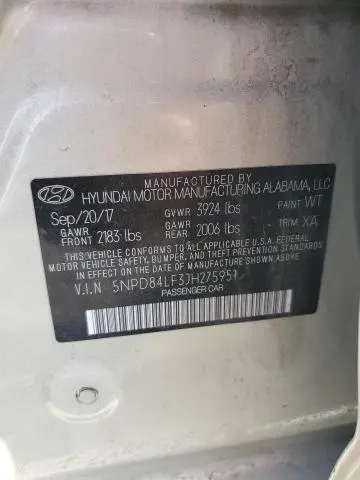 MANUFACTURED BY
HYUNDAI MOTOR MANUFACTURING ALABAMA, LLC
Sep/20/17 GVWR 3924 lbs PAINT WT
GAWR FRONT 2183 lbs GAWR REAR 2006 lbs TRIM XA
THIS VEHICLE CONFORMS TO ALL APPLICABLE U.S.A FEDERAL
MOTOR VEHICLE SAFETY, BUMPER, AND THEFT PREVENTION STANDARDS
IN EFFECT ON THE DATE OF MANUFACTURE SHOWN ABOVE.
V.I.N 5NPD84LF3JH275951
PASSENGER CAR